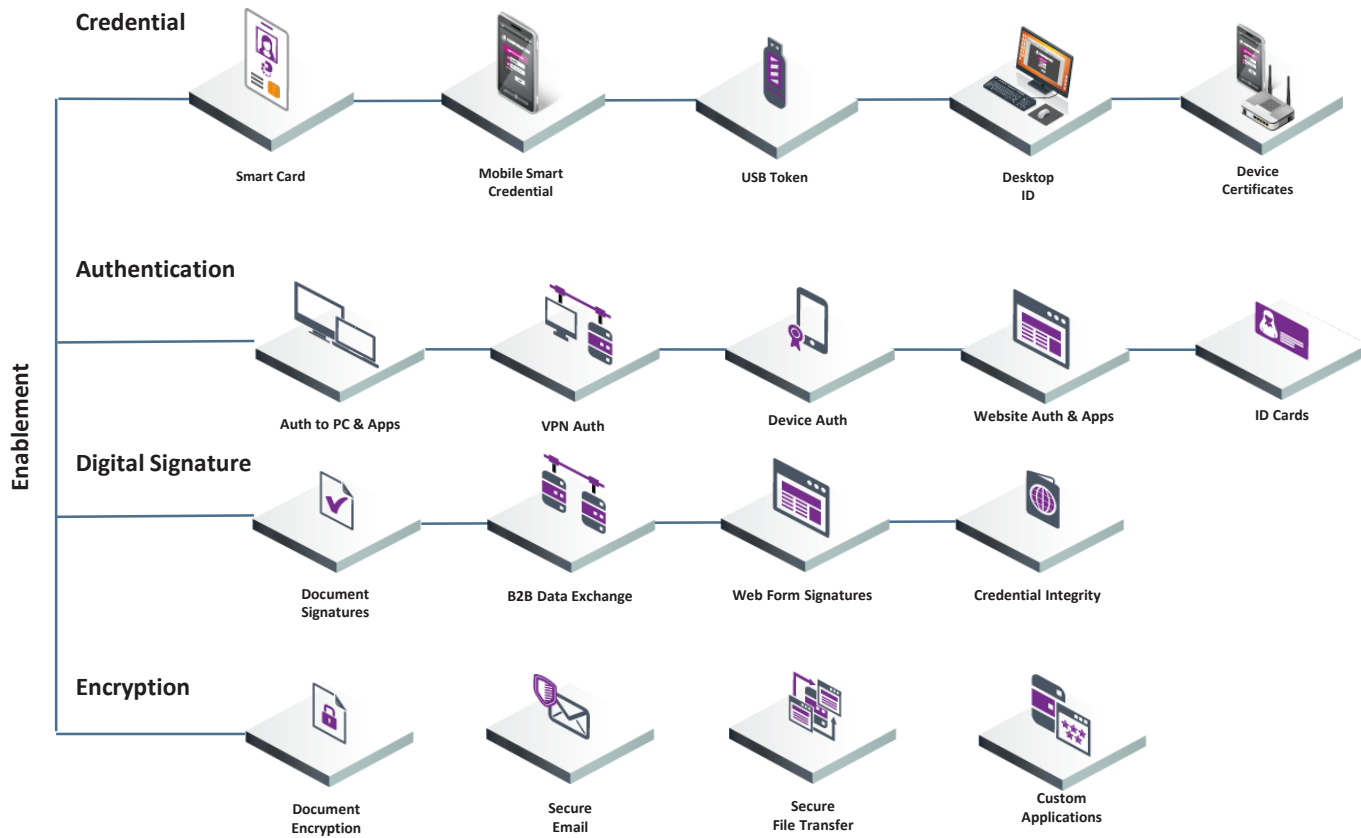 Credential
Smart Card
Mobile Smart
Credential
USB Token
Desktop
ID
Device
Certificates
Enablement
Authentication
Auth to PC & Apps
VPN Auth
Device Auth
Website Auth & Apps
ID Cards
Digital Signature
Document
Signatures
B2B Data Exchange
Web Form Signatures
Credential Integrity
Encryption
Document
Encryption
Secure
Email
Secure
File Transfer
Custom
Applications